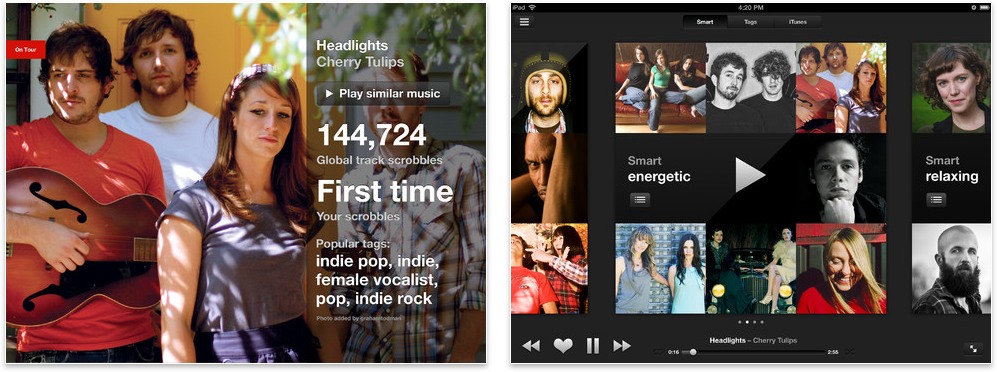 On Tour
Headlights
Cherry Tulips
Play similar music
144,724
Global track scrobbles
First time
Your scrobbles
Popular tags:
indie pop, indie,
female vocalist,
pop, indie rock
Photo added by grahamtodman
iPad
4:20 PM
Smart
Tags
iTunes
Smart
energetic
Smart
relaxing
Headlights – Cherry Tulips
0:16
2:55